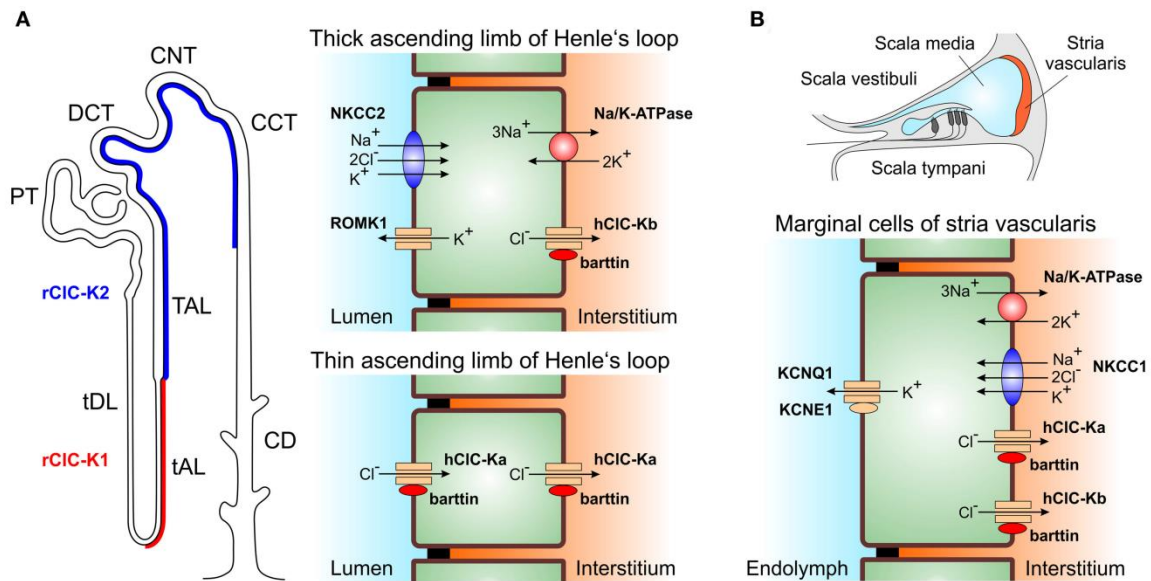 A
CNT
DCT
CCT
PT
rClC-K2
TAL
tDL
rClC-K1
tAL
CD
Thick ascending limb of Henle‘s loop
NKCC2
Na⁺
2Cl⁻
K⁺
3Na⁺
Na/K-ATPase
2K⁺
ROMK1
K⁺
Cl⁻
hClC-Kb
barttin
Lumen
Interstitium
Thin ascending limb of Henle‘s loop
Cl⁻
hClC-Ka
barttin
Cl⁻
hClC-Ka
barttin
Lumen
Interstitium
B
Scala media
Scala vestibuli
Stria
vascularis
Scala tympani
Marginal cells of stria vascularis
3Na⁺
Na/K-ATPase
2K⁺
Na⁺
2Cl⁻
K⁺
NKCC1
KCNQ1
K⁺
KCNE1
Cl⁻
hClC-Ka
barttin
Cl⁻
hClC-Kb
barttin
Endolymph
Interstitium